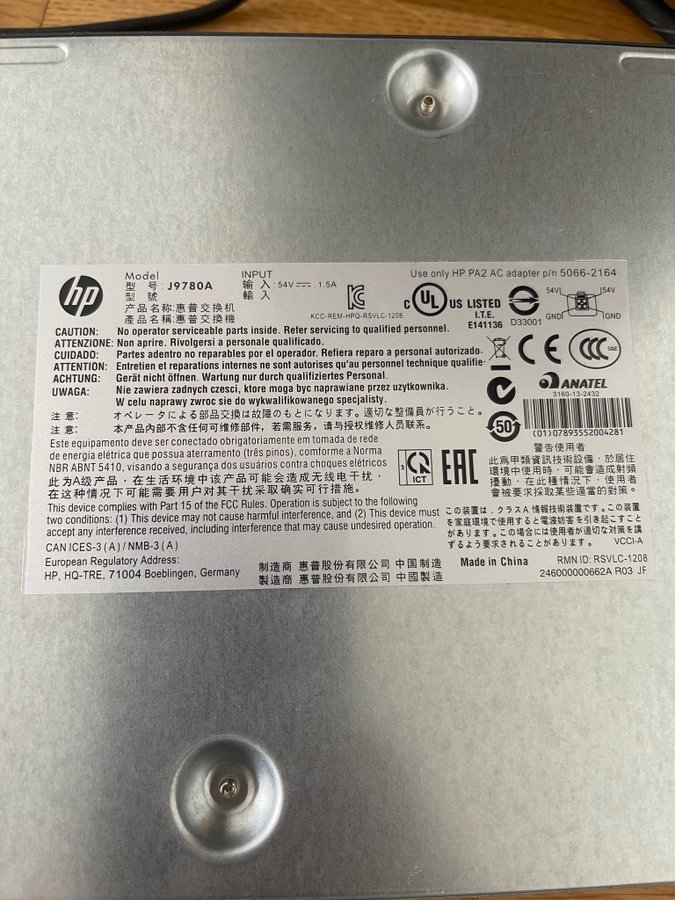 hp
Model
型 号 : J9780A
型 號
产品名称 : 惠普交换机
產品名稱 : 惠普交換機
INPUT
输 入 : 54V 1.5A
輸 入
KCC-REM-HPQ-RSVLC-1208
C UL US LISTED
I.T.E.
E141136
Use only HP PA2 AC adapter p/n 5066-2164
D33001
54V 54V
GND GND
CAUTION: No operator serviceable parts inside. Refer servicing to qualified personnel.
ATTENZIONE: Non aprire. Rivolgersi a personale qualificato.
CUIDADO: Partes adentro no reparables por el operador. Refiera reparo a personal autorizado.
ATTENTION: Entretien et reparations internes ne sont autorisés qu'aef personnel technique qualifie.
ACHTUNG: Gerät nicht öffnen. Wartung nur durch qualifiziertes Personal.
UWAGA: Nie zawiera zadnych czesci, ktore moga byc naprawiane przez uzytkownika.
W celu naprawy zwroc sie do wykwalifikowanego specjalisty.
注意 : オペレータによる部品交換は故障のもとになります。適切な整備員が行うこと。
注意 : 本产品内部不含任何可维修部件, 若需服务, 请与授权维修人员联系。
CE
CCC
S&E
ANATEL
3160-13-2432
(01)07893552004281
50
Este equipamento deve ser conectado obrigatoriamente em tomada de rede
de energia elétrica que possua aterramento (três pinos), conforme a Norma
NBR ABNT 5410, visando a segurança dos usuários contra choques elétricos
此为A级产品, 在生活环境中该产品可能会造成无线电干扰,
在这种情况下可能需要用户对其干扰采取确实可行措施.
ICT
EAC
警告使用者
此為甲類資訊技術設備, 於居住
環境中使用時, 可能會造成射頻
擾動, 在此種情況下, 使用者
會被要求採取某些適當的對策。
This device complies with Part 15 of the FCC Rules. Operation is subject to the following
two conditions: (1) This device may not cause harmful interference, and (2) This device must
accept any interference received, including interference that may cause undesired operation.
この装置は、クラスA情報技術装置です。この装置
を家庭環境で使用すると電波妨害を引き起こすことが
あります。この場合には使用者が適切な対策を講
ずるよう要求されることがあります。 VCCI-A
CAN ICES-3 (A) / NMB-3 (A)
European Regulatory Address:
HP, HQ-TRE, 71004 Boeblingen, Germany
制造商 惠普股份有限公司 中国制造
製造商 惠普股份有限公司 中國製造
Made in China
RMN ID: RSVLC-1208
246000000662A R03 JF